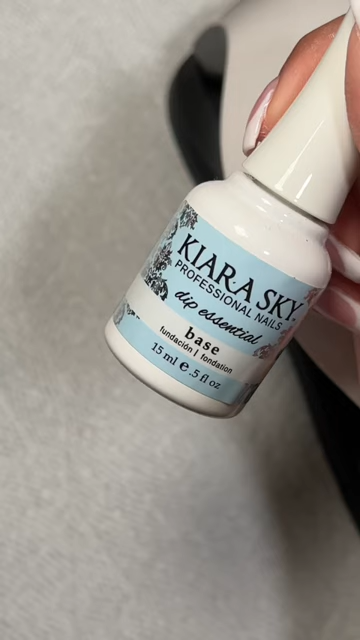 KIARA SKY
PROFESSIONAL NAILS
dip essential
base
fundación | fondation
15 ml e .5 fl oz